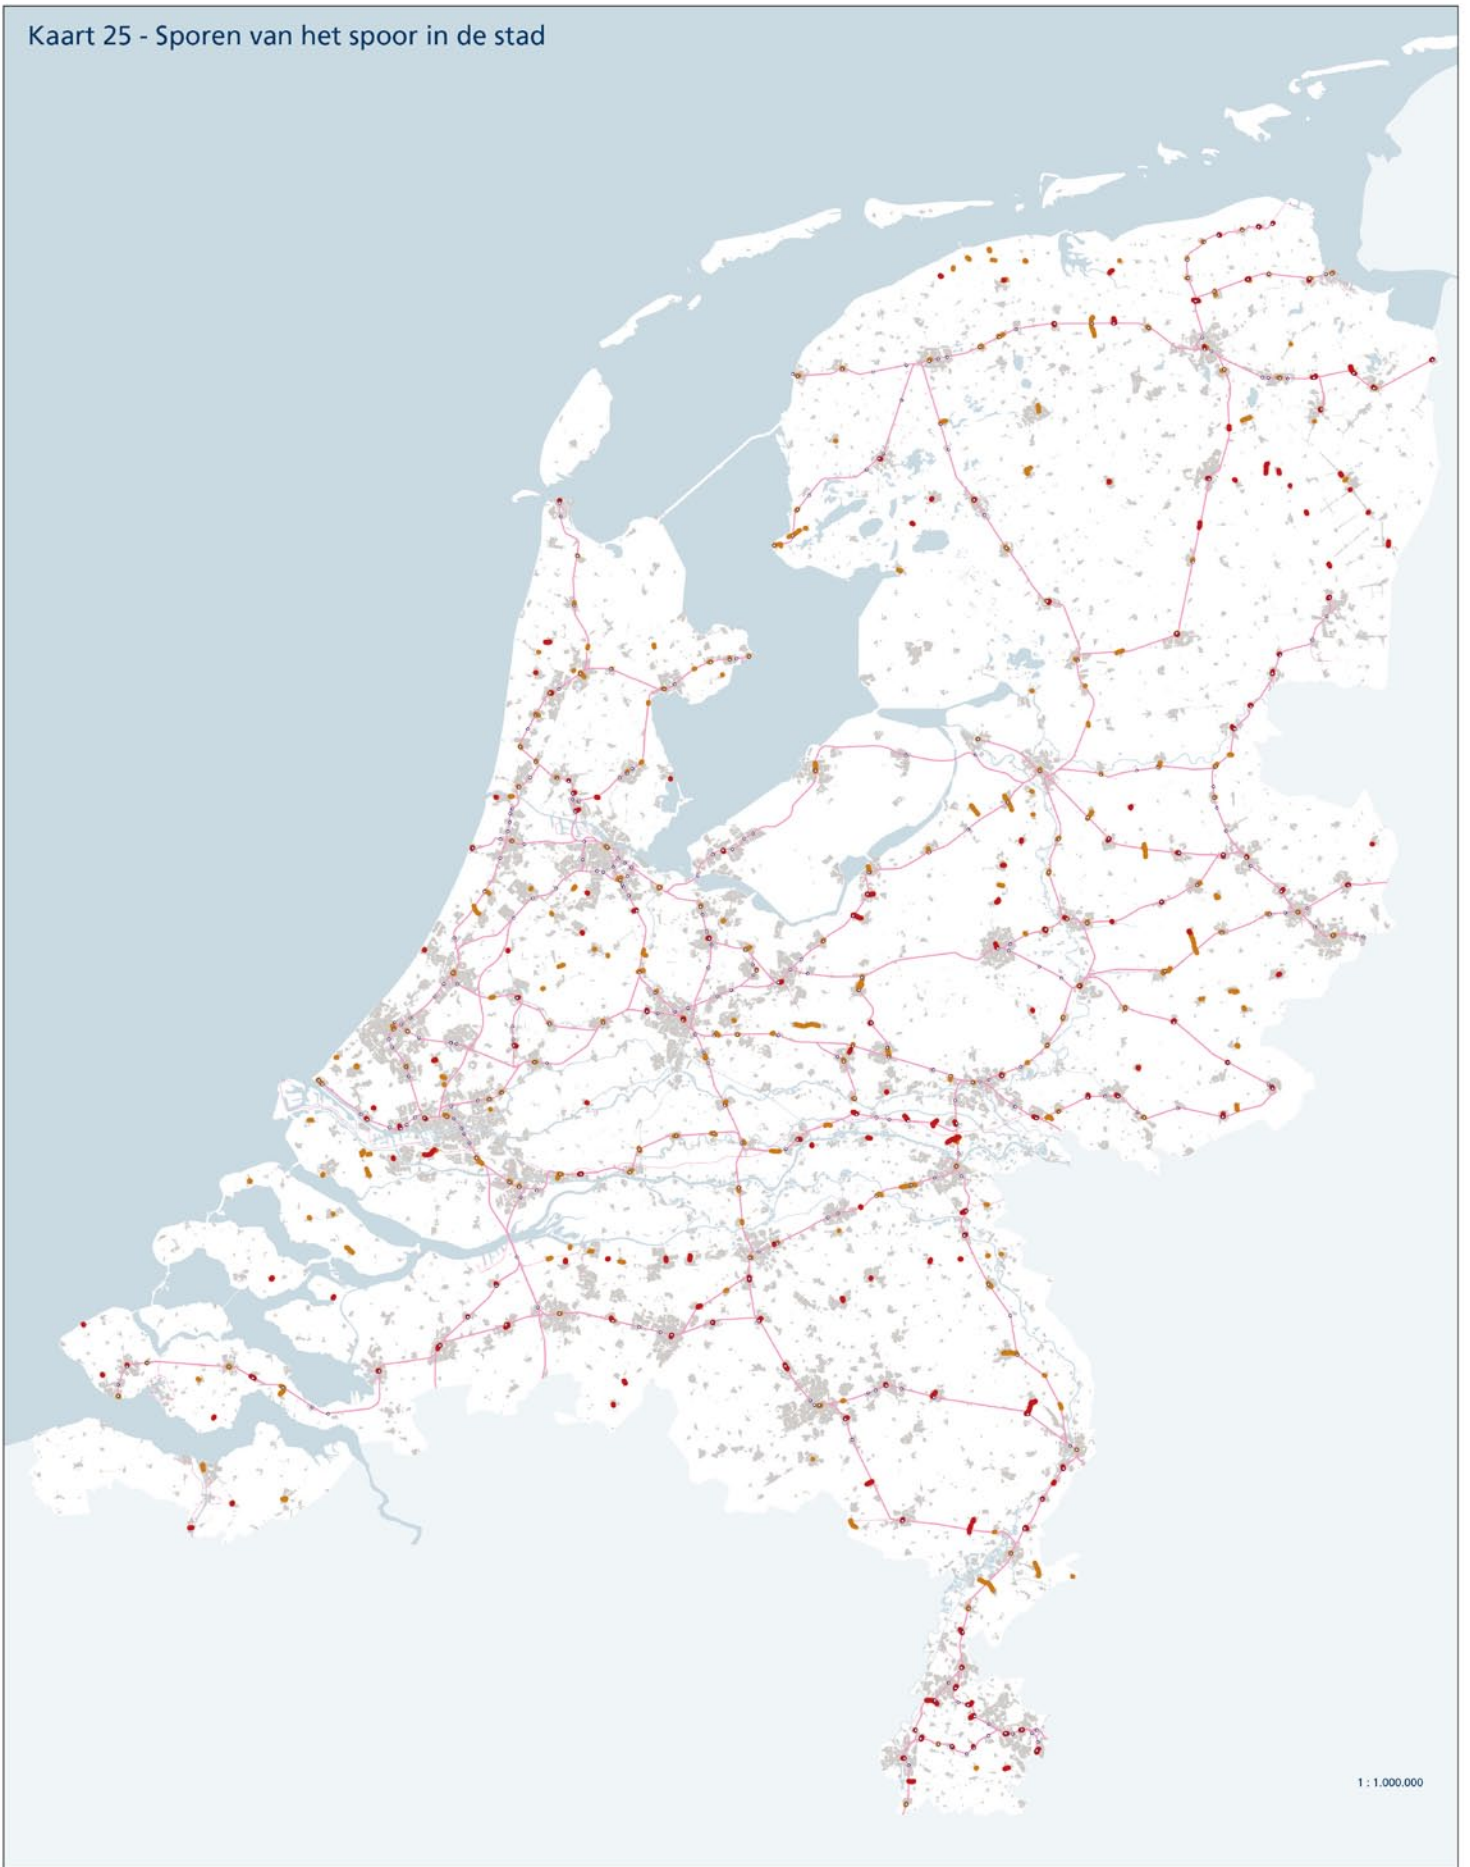 Kaart 25 - Sporen van het spoor in de stad
1 : 1.000.000